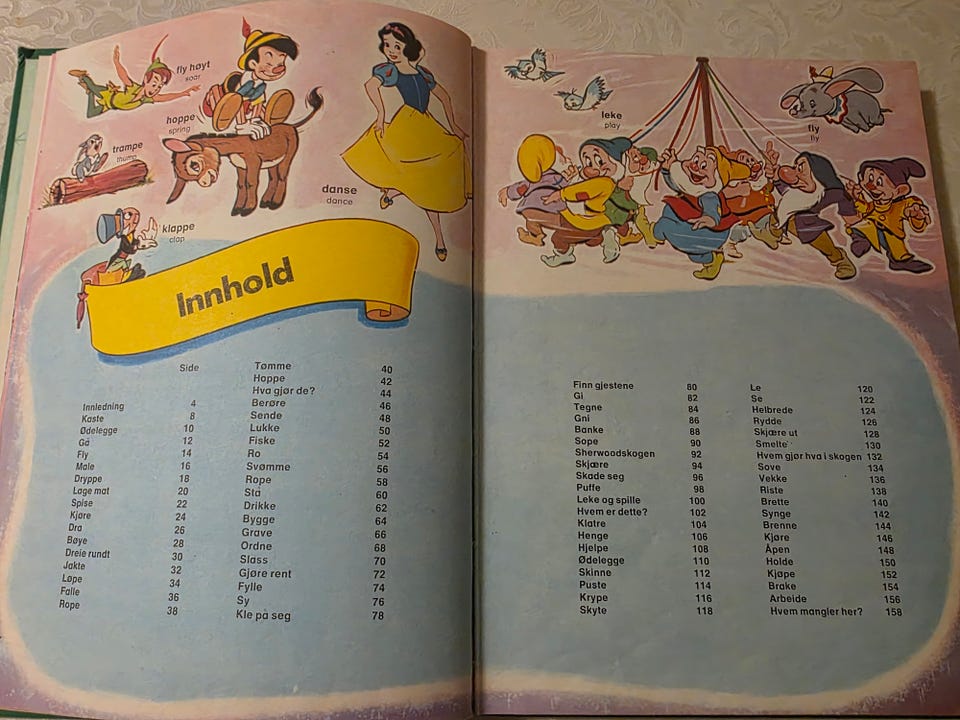 fly høyt
soar
hoppe
spring
trampe
thump
danse
dance
klappe
clap
Innhold
Side
Innledning 4
Kaste 8
Ødelegge 10
Gå 12
Fly 14
Male 16
Dryppe 18
Lage mat 20
Spise 22
Kjøre 24
Dra 26
Bøye 28
Dreie rundt 30
Jakte 32
Løpe 34
Falle 36
Rope 38
Tømme 40
Hoppe 42
Hva gjør de? 44
Berøre 46
Sende 48
Lukke 50
Fiske 52
Ro 54
Svømme 56
Rope 58
Stå 60
Drikke 62
Bygge 64
Grave 66
Ordne 68
Slåss 70
Gjøre rent 72
Fylle 74
Sy 76
Kle på seg 78
leke
play
fly
fly
Finn gjestene 80
Gi 82
Tegne 84
Gni 86
Banke 88
Sope 90
Sherwoodskogen 92
Skjære 94
Skade seg 96
Puffe 98
Leke og spille 100
Hvem er dette? 102
Klatre 104
Henge 106
Hjelpe 108
Ødelegge 110
Skinne 112
Puste 114
Krype 116
Skyte 118
Le 120
Se 122
Helbrede 124
Rydde 126
Skjære ut 128
Smelte 130
Hvem gjør hva i skogen 132
Sove 134
Vekke 136
Riste 138
Brette 140
Synge 142
Brenne 144
Kjøre 146
Åpen 148
Holde 150
Kjøpe 152
Brake 154
Arbeide 156
Hvem mangler her? 158